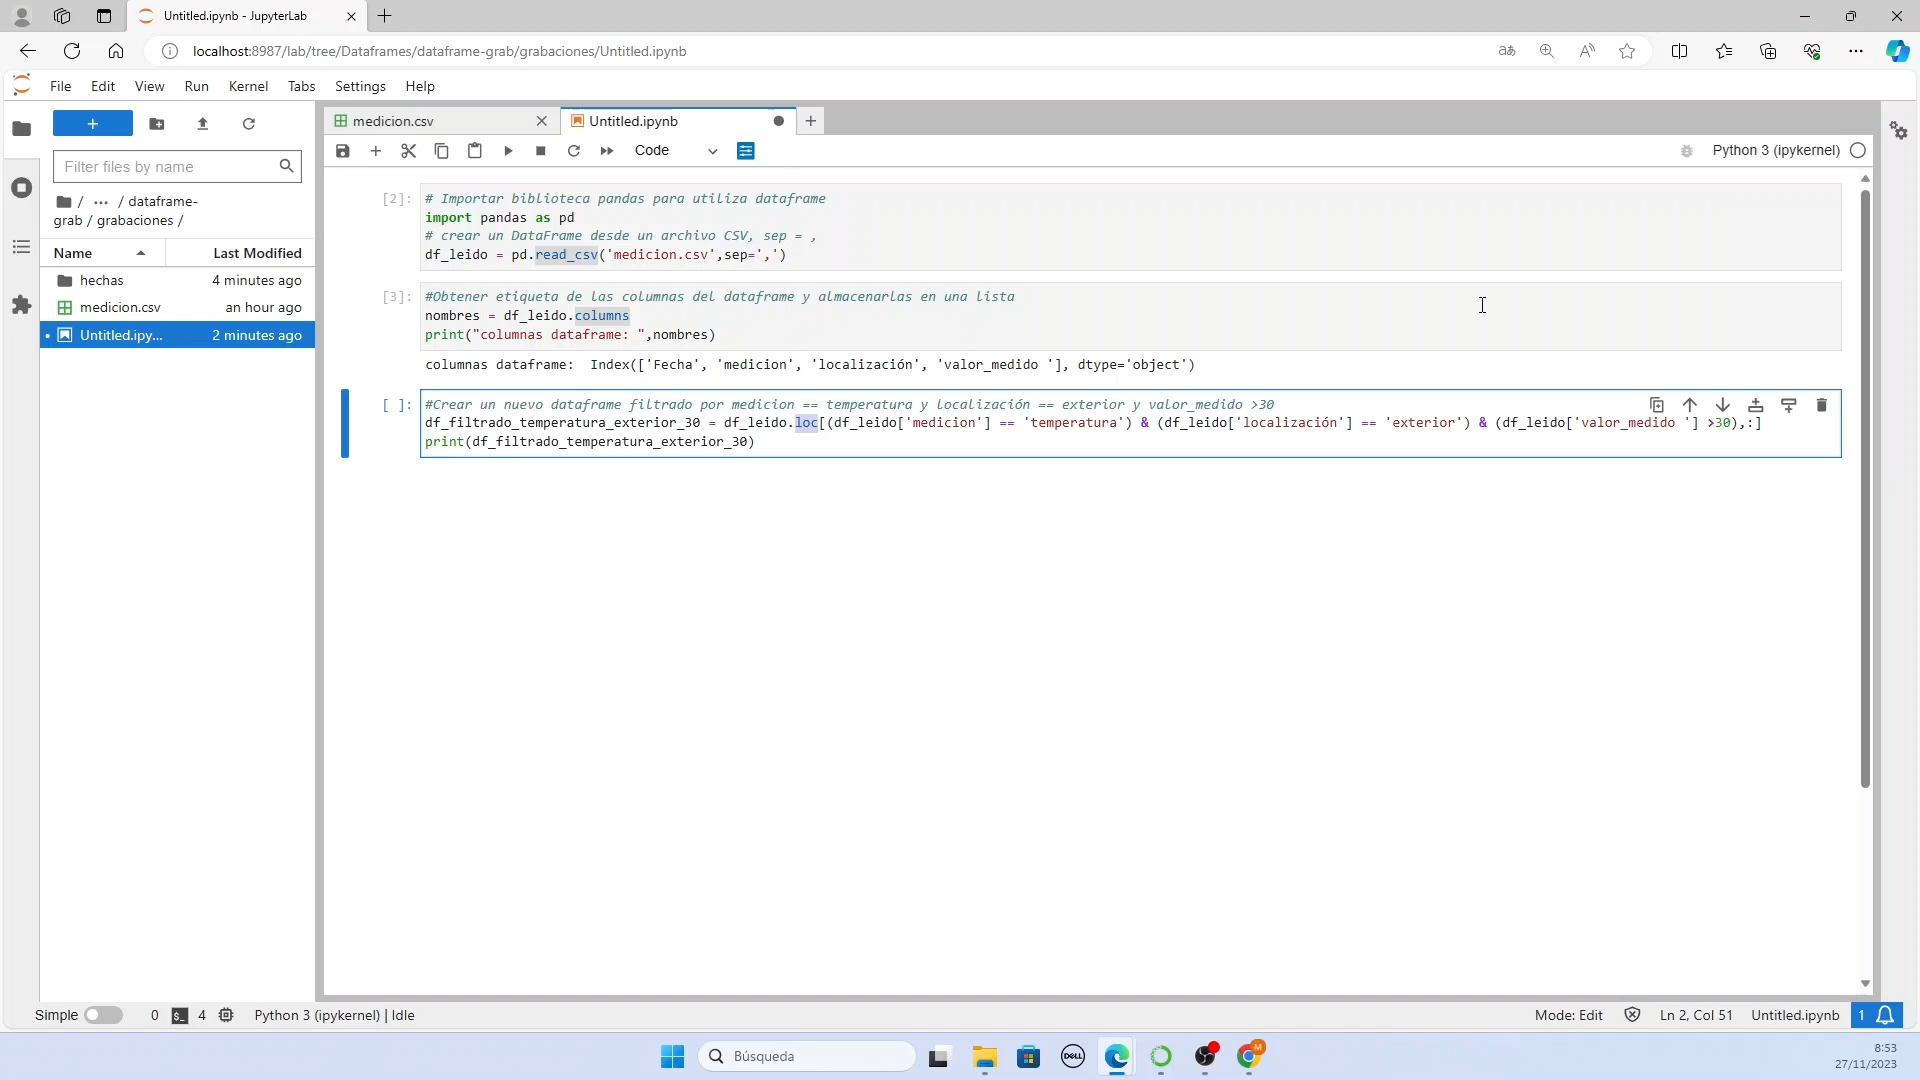 Untitled.ipynb - JupyterLab
localhost:8987/lab/tree/Dataframes/dataframe-grab/grabaciones/Untitled.ipynb
File Edit View Run Kernel Tabs Settings Help
medicion.csv
Untitled.ipynb
Filter files by name
Code
Python 3 (ipykernel)
/ ··· / dataframe-
grab / grabaciones /
Name Last Modified
hechas 4 minutes ago
medicion.csv an hour ago
Untitled.ipy... 2 minutes ago
[2]: # Importar biblioteca pandas para utiliza dataframe
import pandas as pd
# crear un DataFrame desde un archivo CSV, sep = ,
df_leido = pd.read_csv('medicion.csv',sep=',')
[3]: #Obtener etiqueta de las columnas del dataframe y almacenarlas en una lista
nombres = df_leido.columns
print("columnas dataframe: ",nombres)
columnas dataframe:  Index(['Fecha', 'medicion', 'localización', 'valor_medido '], dtype='object')
[ ]: #Crear un nuevo dataframe filtrado por medicion == temperatura y localización == exterior y valor_medido >30
df_filtrado_temperatura_exterior_30 = df_leido.loc[(df_leido['medicion'] == 'temperatura') & (df_leido['localización'] == 'exterior') & (df_leido['valor_medido '] >30),:]
print(df_filtrado_temperatura_exterior_30)
Simple 0 $_ 4 Python 3 (ipykernel) | Idle Mode: Edit Ln 2, Col 51 Untitled.ipynb 1
Búsqueda
DELL
M
8:53
27/11/2023